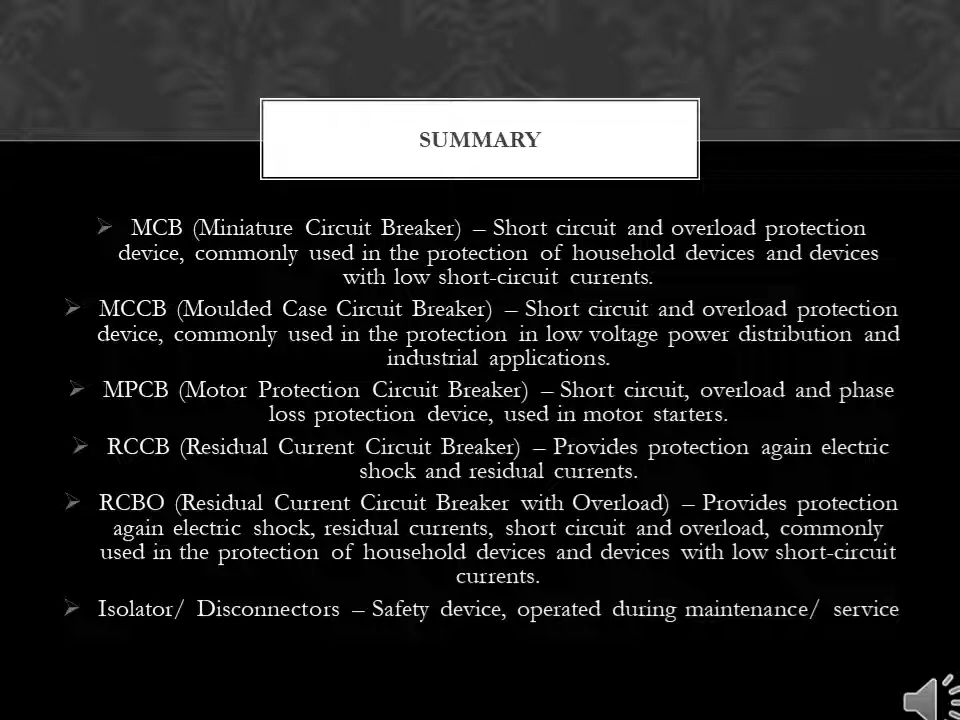 SUMMARY
➢ MCB (Miniature Circuit Breaker) – Short circuit and overload protection
device, commonly used in the protection of household devices and devices
with low short-circuit currents.
➢ MCCB (Moulded Case Circuit Breaker) – Short circuit and overload protection
device, commonly used in the protection in low voltage power distribution and
industrial applications.
➢ MPCB (Motor Protection Circuit Breaker) – Short circuit, overload and phase
loss protection device, used in motor starters.
➢ RCCB (Residual Current Circuit Breaker) – Provides protection again electric
shock and residual currents.
➢ RCBO (Residual Current Circuit Breaker with Overload) – Provides protection
again electric shock, residual currents, short circuit and overload, commonly
used in the protection of household devices and devices with low short-circuit
currents.
➢ Isolator/ Disconnectors – Safety device, operated during maintenance/ service